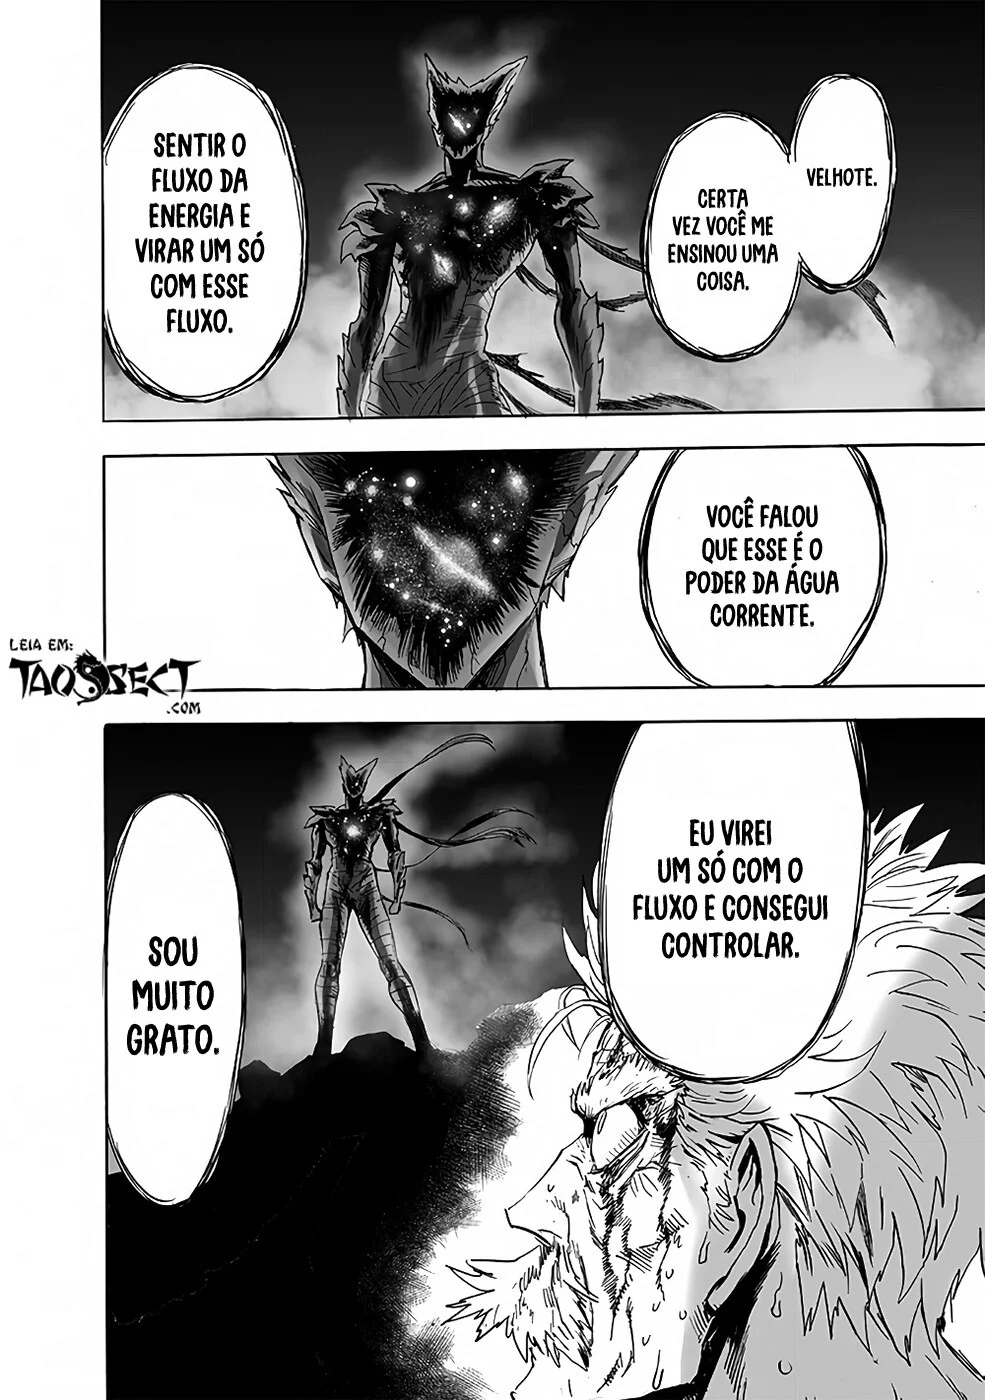 VELHOTE.
CERTA
VEZ VOCÊ ME
ENSINOU UMA
COISA.
SENTIR O
FLUXO DA
ENERGIA E
VIRAR UM SÓ
COM ESSE
FLUXO.
VOCÊ FALOU
QUE ESSE É O
PODER DA ÁGUA
CORRENTE.
LEIA EM:
TAOSSECT
.COM
EU VIREI
UM SÓ COM O
FLUXO E CONSEGUI
CONTROLAR.
SOU
MUITO
GRATO.